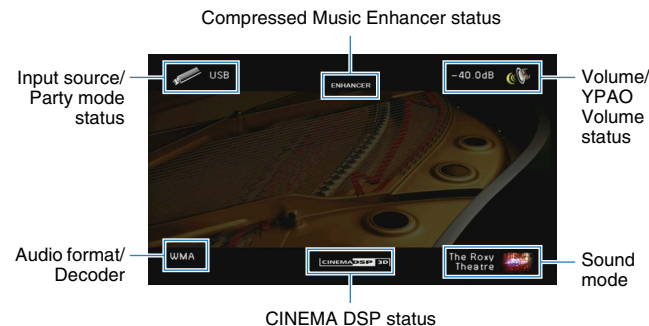 Compressed Music Enhancer status
Input source/
Party mode
status
USB
ENHANCER
-40.0dB
Volume/
YPAO
Volume
status
Audio format/
Decoder
WMA
CINEMA DSP 3D
The Roxy
Theatre
Sound
mode
CINEMA DSP status